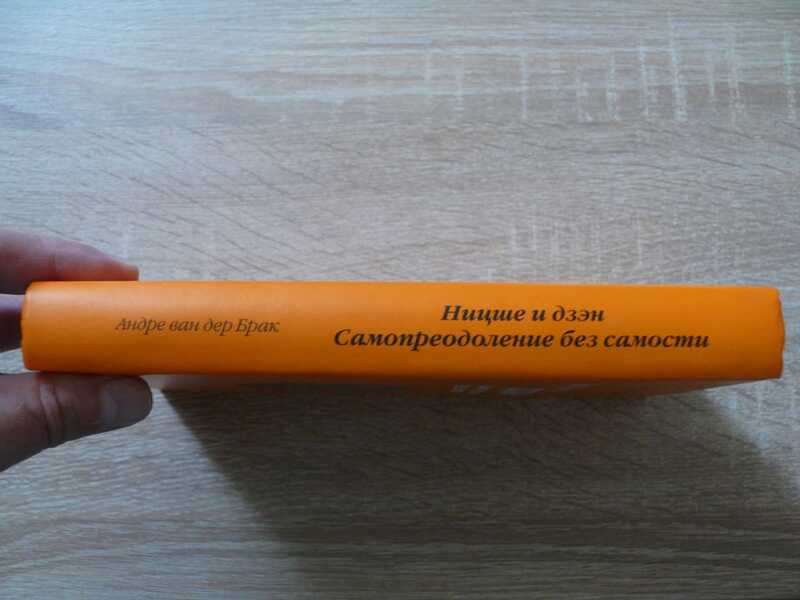 Андре ван дер Брак
Ницше и дзэн
Самопреодоление без самости